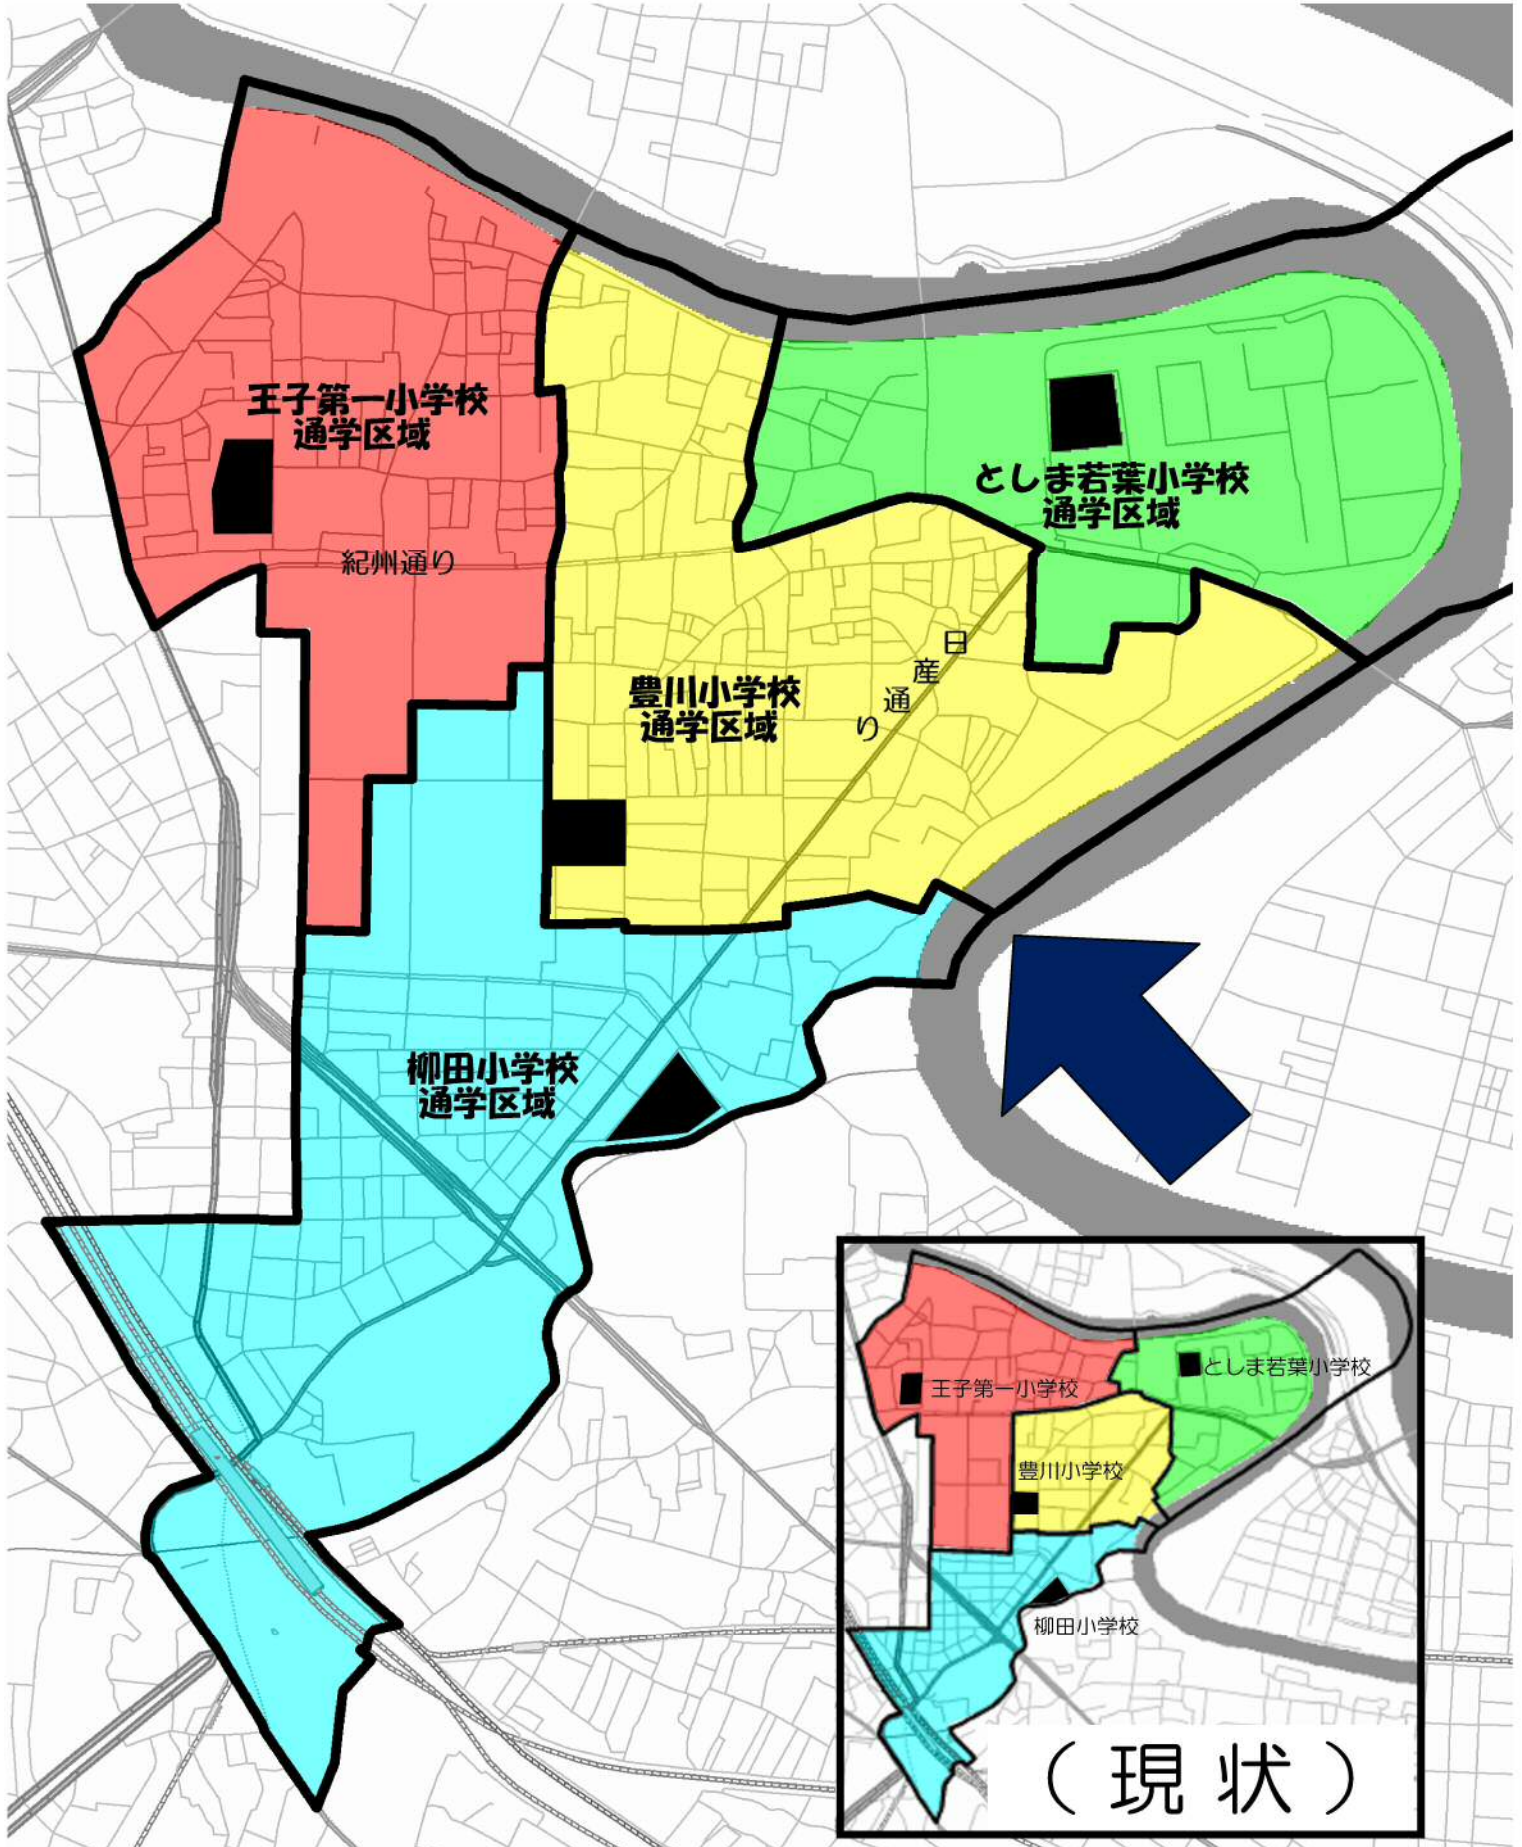 王子第一小学校
通学区域
としま若葉小学校
通学区域
紀州通り
日産通り
豊川小学校
通学区域
柳田小学校
通学区域
としま若葉小学校
王子第一小学校
豊川小学校
柳田小学校
（現状）